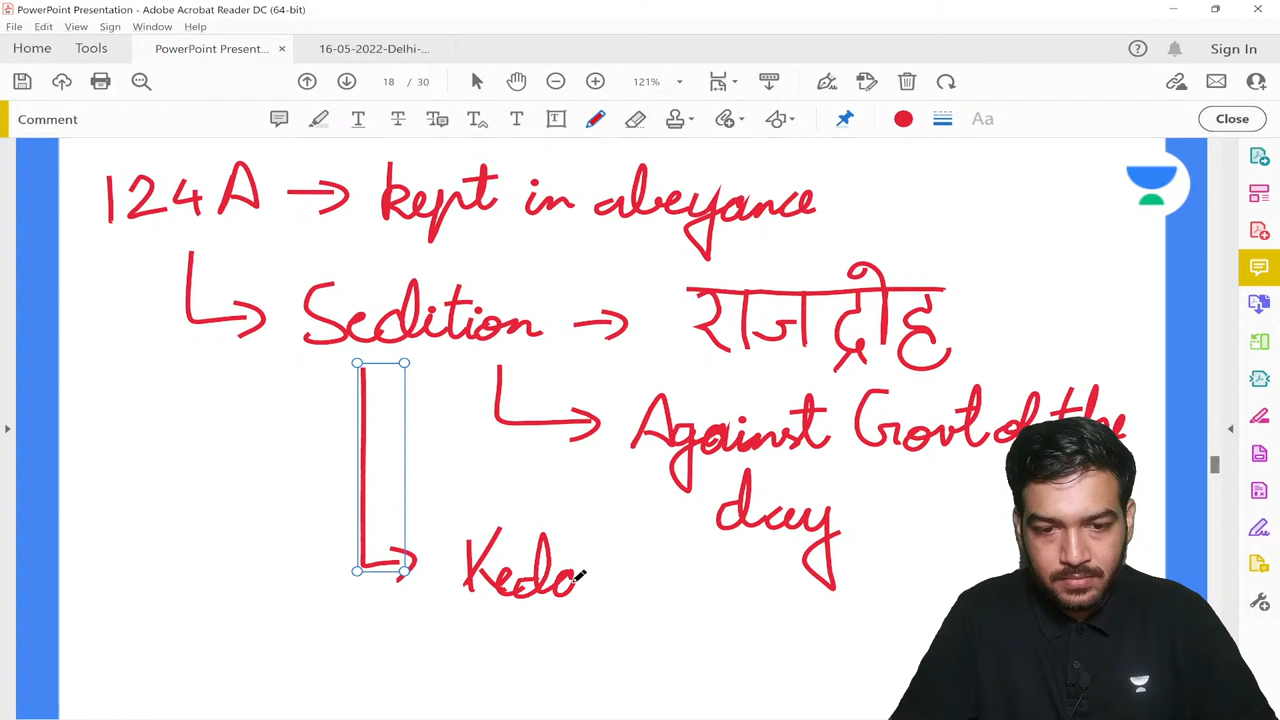 PowerPoint Presentation - Adobe Acrobat Reader DC (64-bit)
File Edit View Sign Window Help
Home Tools PowerPoint Present... × 16-05-2022-Delhi-... Sign In
18 / 30 121%
Comment Aa Close
124A → kept in abeyance
Sedition → राजद्रोह
Against Govt of the
day
Keda